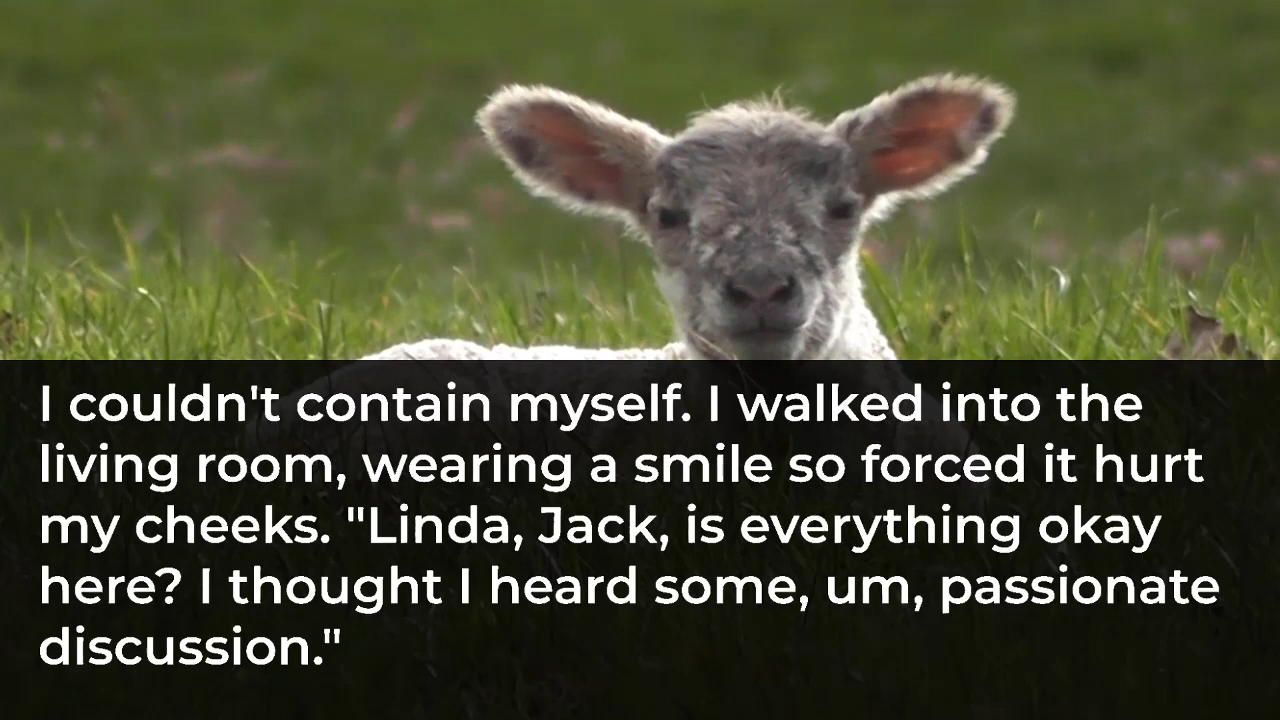 I couldn't contain myself. I walked into the
living room, wearing a smile so forced it hurt
my cheeks. "Linda, Jack, is everything okay
here? I thought I heard some, um, passionate
discussion."